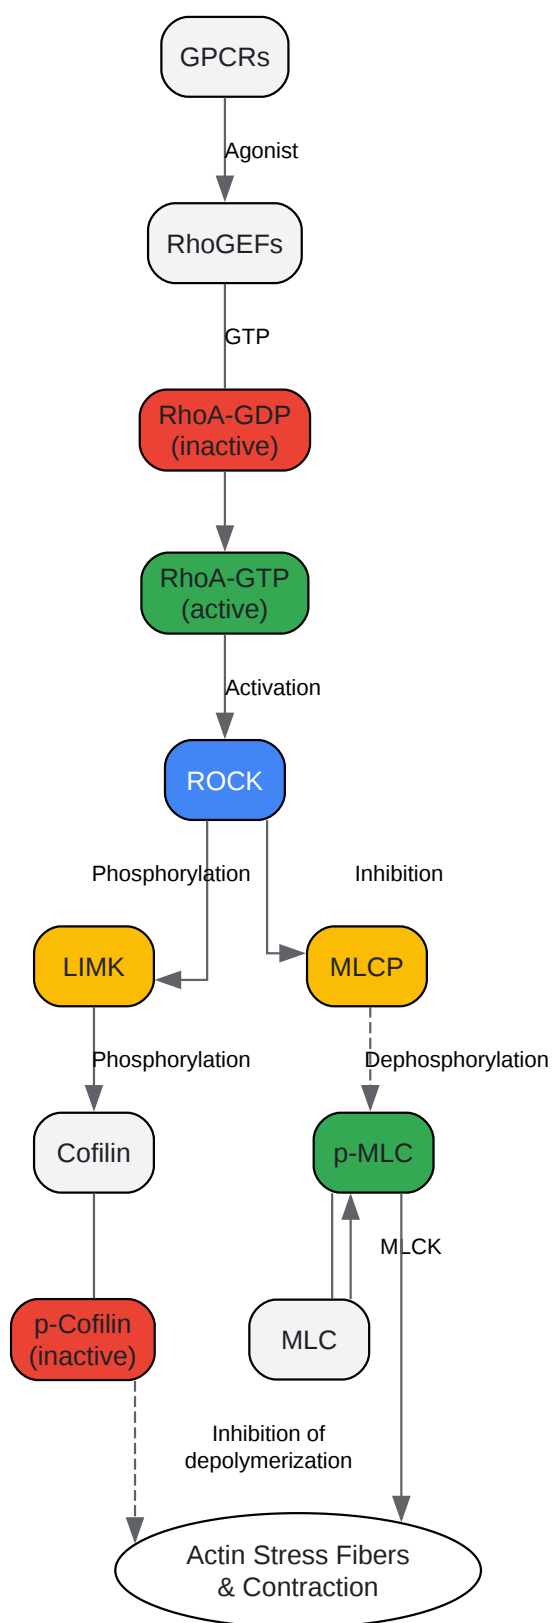 GPCRs
Agonist
RhoGEFs
GTP
RhoA-GDP
(inactive)
RhoA-GTP
(active)
Activation
ROCK
Phosphorylation
Inhibition
LIMK
MLCP
Phosphorylation
Dephosphorylation
Cofilin
p-MLC
MLCK
p-Cofilin
(inactive)
MLC
Inhibition of
depolymerization
Actin Stress Fibers
& Contraction